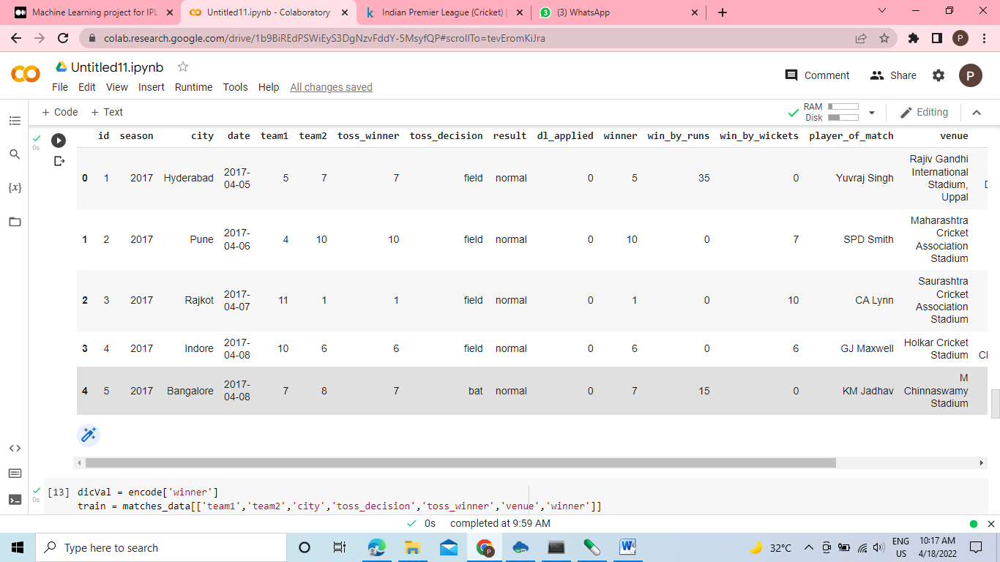 Machine Learning project for IPL
Untitled11.ipynb - Colaboratory
Indian Premier League (Cricket) |
(3) WhatsApp
colab.research.google.com/drive/1b9BiREdPSWiEyS3DgNzvFddY-5MsyfQP#scrollTo=tevEromKiJra
P
Untitled11.ipynb
Comment
Share
P
File Edit View Insert Runtime Tools Help All changes saved
+ Code + Text
RAM
Disk
Editing
id season city date team1 team2 toss_winner toss_decision result dl_applied winner win_by_runs win_by_wickets player_of_match venue
0s
0 1 2017 Hyderabad 2017-04-05 5 7 7 field normal 0 5 35 0 Yuvraj Singh Rajiv Gandhi International Stadium, Uppal
1 2 2017 Pune 2017-04-06 4 10 10 field normal 0 10 0 7 SPD Smith Maharashtra Cricket Association Stadium
2 3 2017 Rajkot 2017-04-07 11 1 1 field normal 0 1 0 10 CA Lynn Saurashtra Cricket Association Stadium
3 4 2017 Indore 2017-04-08 10 6 6 field normal 0 6 0 6 GJ Maxwell Holkar Cricket Stadium
4 5 2017 Bangalore 2017-04-08 7 8 7 bat normal 0 7 15 0 KM Jadhav M Chinnaswamy Stadium
[13] dicVal = encode['winner']
0s
train = matches_data[['team1','team2','city','toss_decision','toss_winner','venue','winner']]
0s completed at 9:59 AM
Type here to search
32°C
ENG
US
10:17 AM
4/18/2022